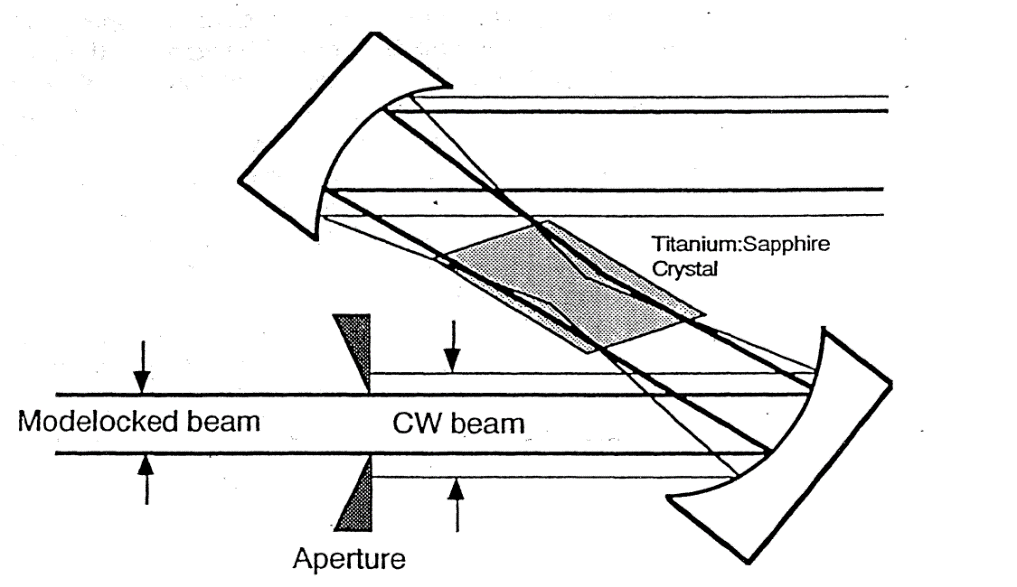 Titanium:Sapphire
Crystal
Modelocked beam
CW beam
Aperture